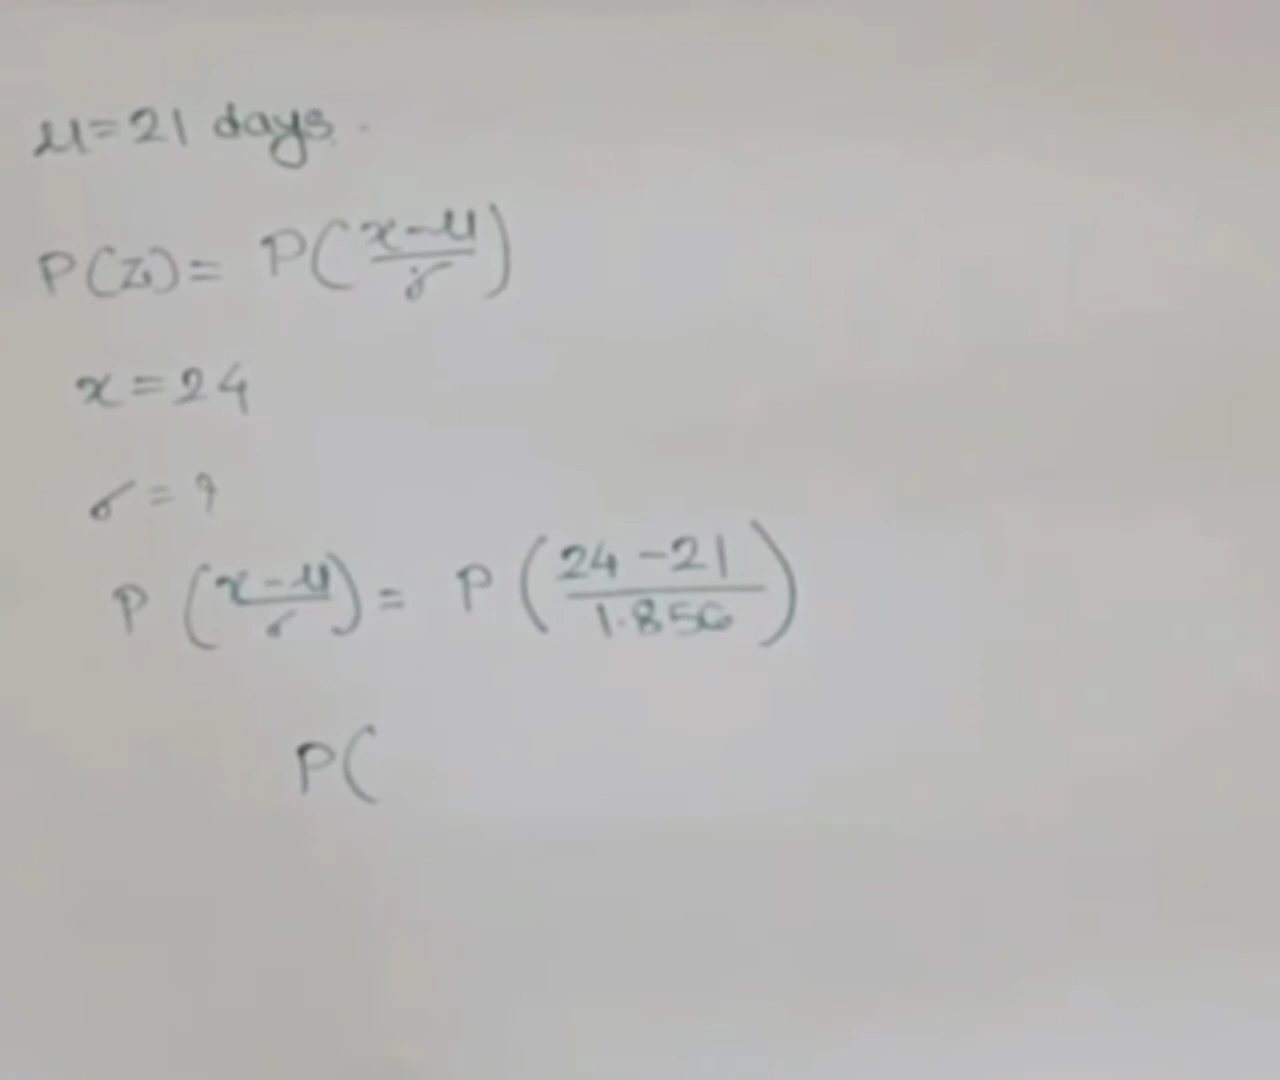 μ=21 days.
P(Z)= P(x-μ/σ)
x=24
σ=?
P (x-μ/σ) = P (24-21/1.856)
P(